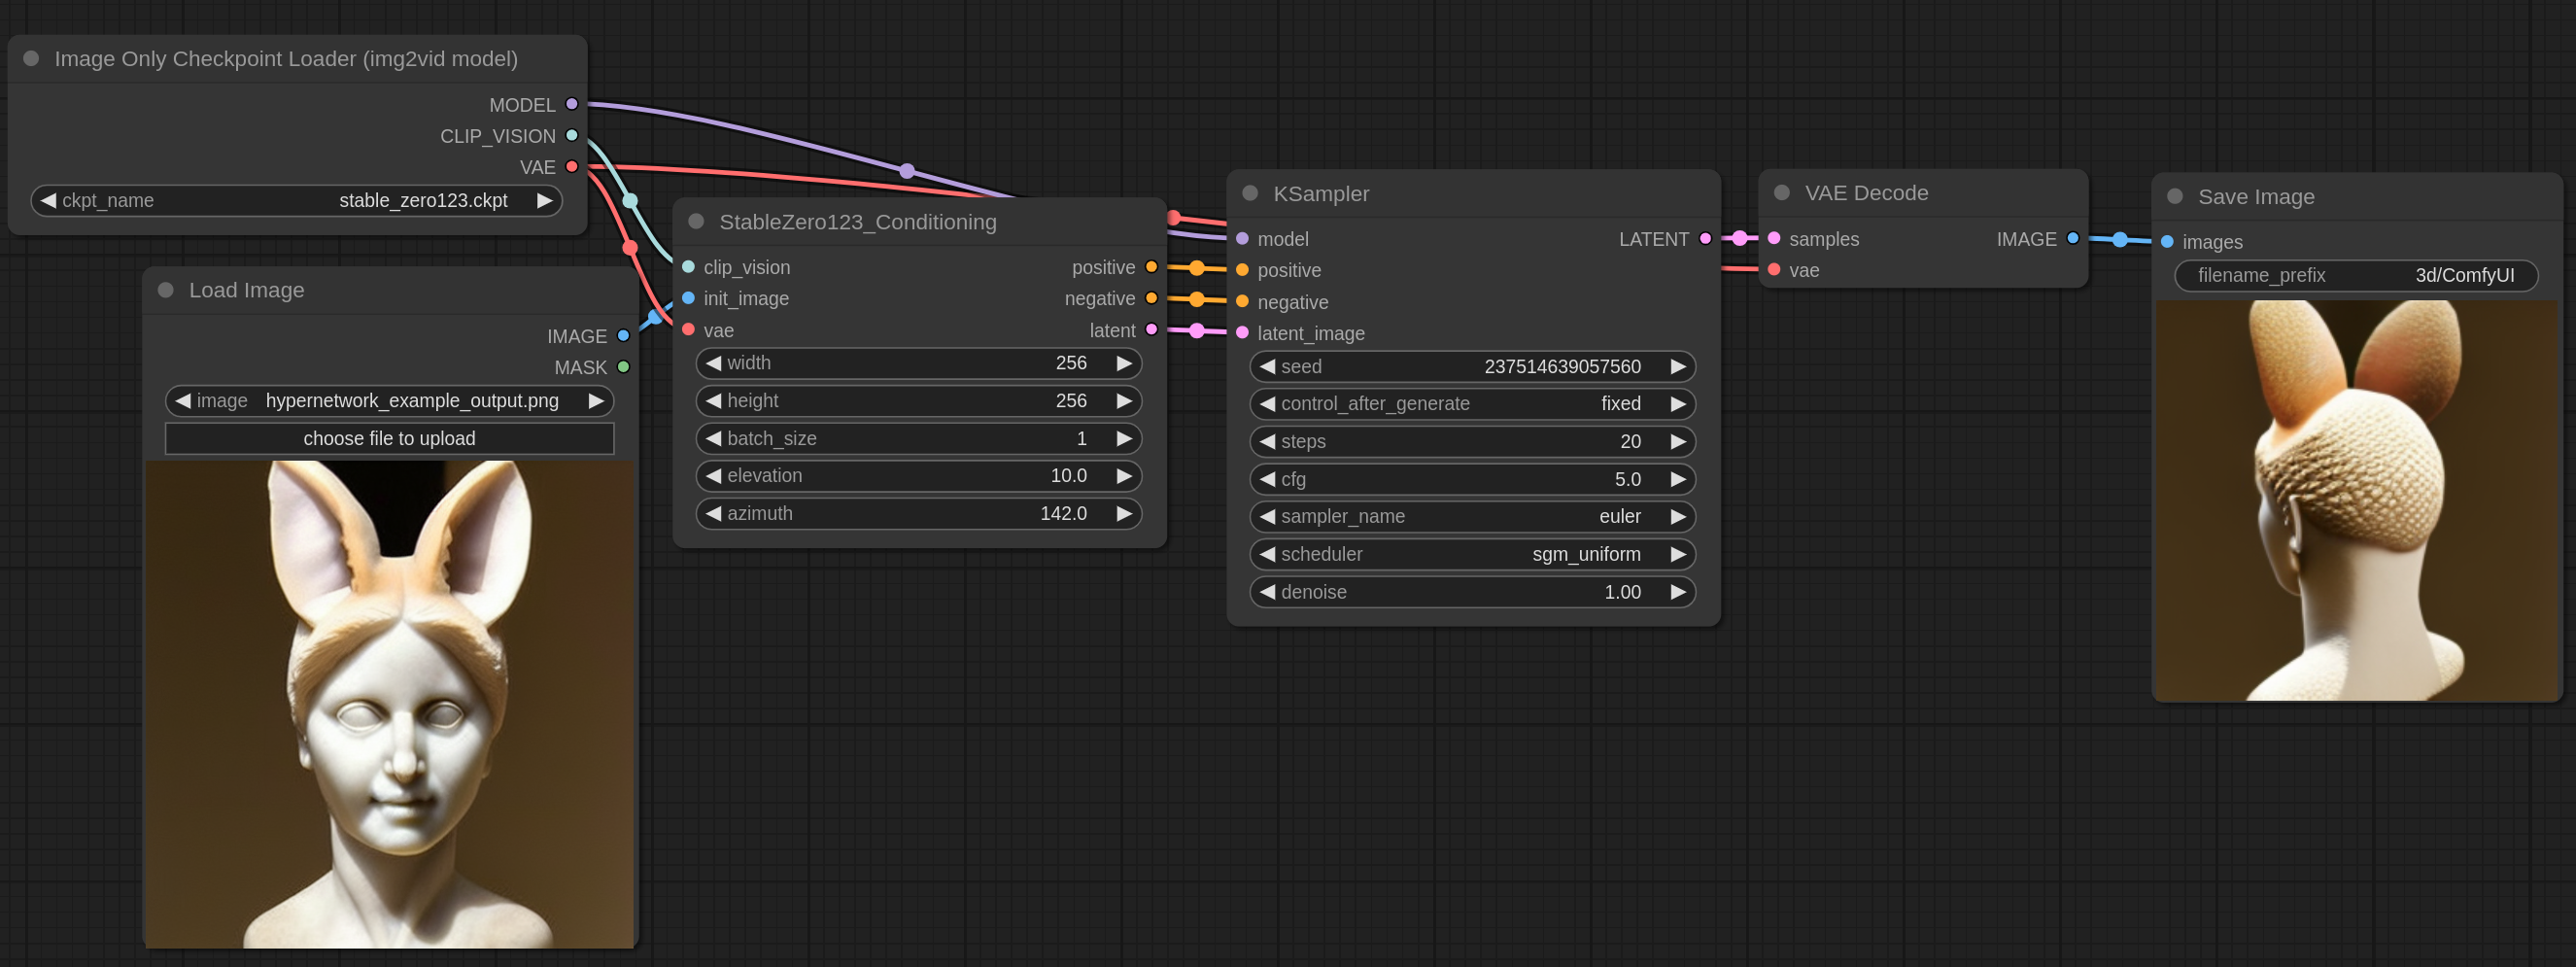 Image Only Checkpoint Loader (img2vid model)
MODEL
CLIP_VISION
VAE
ckpt_name stable_zero123.ckpt
Load Image
IMAGE
MASK
image hypernetwork_example_output.png
choose file to upload
StableZero123_Conditioning
clip_vision positive
init_image negative
vae latent
width 256
height 256
batch_size 1
elevation 10.0
azimuth 142.0
KSampler
model LATENT
positive
negative
latent_image
seed 237514639057560
control_after_generate fixed
steps 20
cfg 5.0
sampler_name euler
scheduler sgm_uniform
denoise 1.00
VAE Decode
samples IMAGE
vae
Save Image
images
filename_prefix 3d/ComfyUI